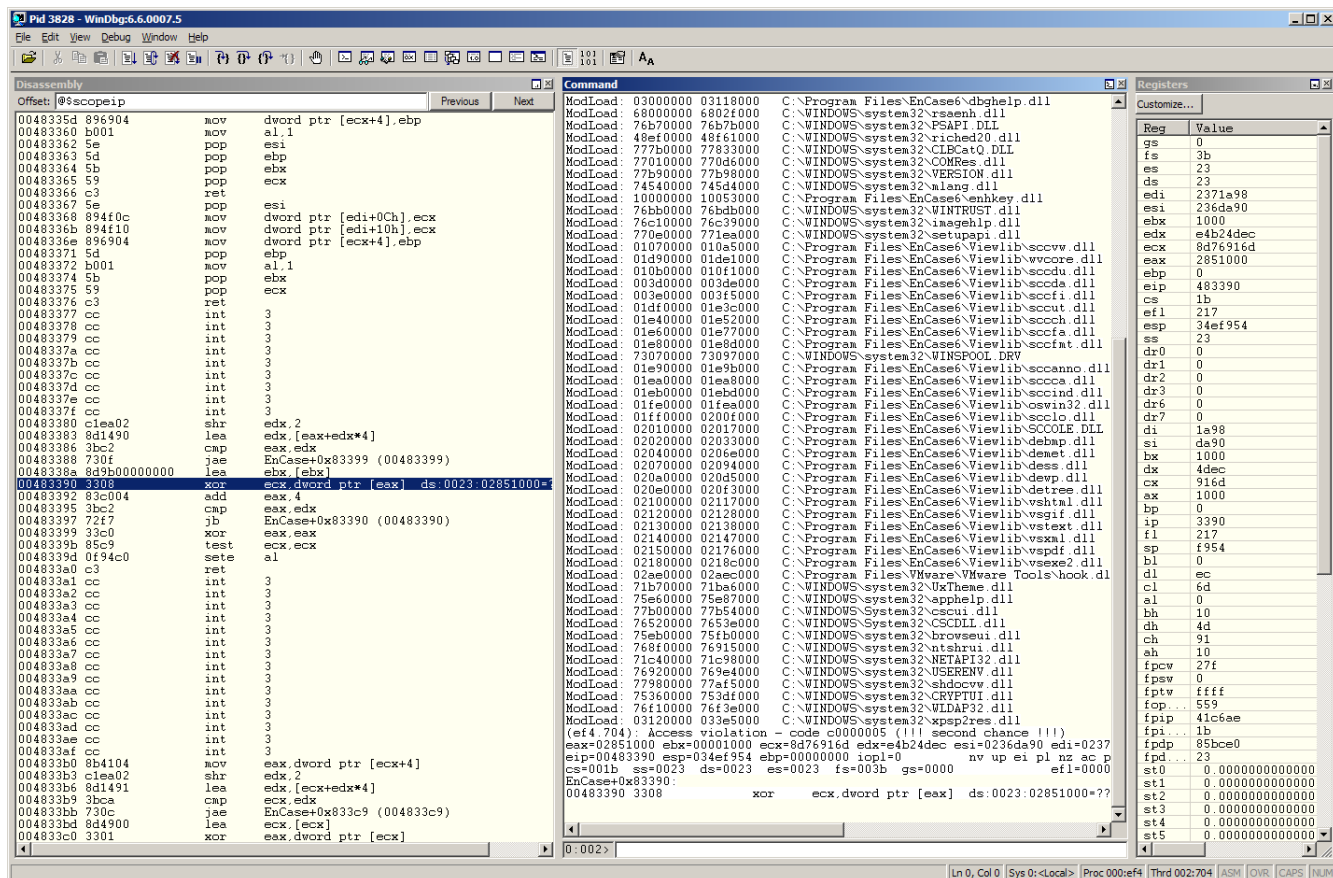 Pid 3828 - WinDbg:6.6.0007.5
File Edit View Debug Window Help
Disassembly
Offset: @$scopeip
Previous Next
0048335d 896904 mov dword ptr [ecx+4],ebp
00483360 b001 mov al,1
00483362 5e pop esi
00483363 5d pop ebp
00483364 5b pop ebx
00483365 59 pop ecx
00483366 c3 ret
00483367 5e pop esi
00483368 894f0c mov dword ptr [edi+0Ch],ecx
0048336b 894f10 mov dword ptr [edi+10h],ecx
0048336e 896904 mov dword ptr [ecx+4],ebp
00483371 5d pop ebp
00483372 b001 mov al,1
00483374 5b pop ebx
00483375 59 pop ecx
00483376 c3 ret
00483377 cc int 3
00483378 cc int 3
00483379 cc int 3
0048337a cc int 3
0048337b cc int 3
0048337c cc int 3
0048337d cc int 3
0048337e cc int 3
0048337f cc int 3
00483380 c1ea02 shr edx,2
00483383 8d1490 lea edx,[eax+edx*4]
00483386 3bc2 cmp eax,edx
00483388 730f jae EnCase+0x83399 (00483399)
0048338a 8d9b00000000 lea ebx,[ebx]
00483390 3308 xor ecx,dword ptr [eax] ds:0023:02851000=?
00483392 83c004 add eax,4
00483395 3bc2 cmp eax,edx
00483397 72f7 jb EnCase+0x83390 (00483390)
00483399 33c0 xor eax,eax
0048339b 85c9 test ecx,ecx
0048339d 0f94c0 sete al
004833a0 c3 ret
004833a1 cc int 3
004833a2 cc int 3
004833a3 cc int 3
004833a4 cc int 3
004833a5 cc int 3
004833a6 cc int 3
004833a7 cc int 3
004833a8 cc int 3
004833a9 cc int 3
004833aa cc int 3
004833ab cc int 3
004833ac cc int 3
004833ad cc int 3
004833ae cc int 3
004833af cc int 3
004833b0 8b4104 mov eax,dword ptr [ecx+4]
004833b3 c1ea02 shr edx,2
004833b6 8d1491 lea edx,[ecx+edx*4]
004833b9 3bca cmp ecx,edx
004833bb 730c jae EnCase+0x833c9 (004833c9)
004833bd 8d4900 lea ecx,[ecx]
004833c0 3301 xor eax,dword ptr [ecx]
Command
ModLoad: 03000000 03118000 C:\Program Files\EnCase6\dbghelp.dll
ModLoad: 68000000 6802f000 C:\WINDOWS\system32\rsaenh.dll
ModLoad: 76b70000 76b7b000 C:\WINDOWS\system32\PSAPI.DLL
ModLoad: 48ef0000 48f61000 C:\WINDOWS\system32\riched20.dll
ModLoad: 777b0000 77833000 C:\WINDOWS\system32\CLBCatQ.DLL
ModLoad: 77010000 770d6000 C:\WINDOWS\system32\COMRes.dll
ModLoad: 77b90000 77b98000 C:\WINDOWS\system32\VERSION.dll
ModLoad: 74540000 745d4000 C:\WINDOWS\system32\mlang.dll
ModLoad: 10000000 10053000 C:\Program Files\EnCase6\enhkey.dll
ModLoad: 76bb0000 76bdb000 C:\WINDOWS\system32\WINTRUST.dll
ModLoad: 76c10000 76c39000 C:\WINDOWS\system32\imagehlp.dll
ModLoad: 770e0000 771ea000 C:\WINDOWS\system32\setupapi.dll
ModLoad: 01070000 010a5000 C:\Program Files\EnCase6\Viewlib\sccvw.dll
ModLoad: 01d90000 01de1000 C:\Program Files\EnCase6\Viewlib\wvcore.dll
ModLoad: 010b0000 010f1000 C:\Program Files\EnCase6\Viewlib\sccdu.dll
ModLoad: 003d0000 003de000 C:\Program Files\EnCase6\Viewlib\sccda.dll
ModLoad: 003e0000 003f5000 C:\Program Files\EnCase6\Viewlib\sccfi.dll
ModLoad: 01df0000 01e3c000 C:\Program Files\EnCase6\Viewlib\sccut.dll
ModLoad: 01e40000 01e52000 C:\Program Files\EnCase6\Viewlib\sccch.dll
ModLoad: 01e60000 01e77000 C:\Program Files\EnCase6\Viewlib\sccfa.dll
ModLoad: 01e80000 01e8d000 C:\Program Files\EnCase6\Viewlib\sccfmt.dll
ModLoad: 73070000 73097000 C:\WINDOWS\system32\WINSPOOL.DRV
ModLoad: 01e90000 01e9b000 C:\Program Files\EnCase6\Viewlib\sccanno.dll
ModLoad: 01ea0000 01ea8000 C:\Program Files\EnCase6\Viewlib\sccca.dll
ModLoad: 01eb0000 01ebd000 C:\Program Files\EnCase6\Viewlib\sccind.dll
ModLoad: 01fe0000 01fea000 C:\Program Files\EnCase6\Viewlib\oswin32.dll
ModLoad: 01ff0000 0200f000 C:\Program Files\EnCase6\Viewlib\scclo.dll
ModLoad: 02010000 02017000 C:\Program Files\EnCase6\Viewlib\SCCOLE.DLL
ModLoad: 02020000 02033000 C:\Program Files\EnCase6\Viewlib\debmp.dll
ModLoad: 02040000 0206e000 C:\Program Files\EnCase6\Viewlib\demet.dll
ModLoad: 02070000 02094000 C:\Program Files\EnCase6\Viewlib\dess.dll
ModLoad: 020a0000 020d5000 C:\Program Files\EnCase6\Viewlib\dewp.dll
ModLoad: 020e0000 020f3000 C:\Program Files\EnCase6\Viewlib\detree.dll
ModLoad: 02100000 02117000 C:\Program Files\EnCase6\Viewlib\vshtml.dll
ModLoad: 02120000 02128000 C:\Program Files\EnCase6\Viewlib\vsgif.dll
ModLoad: 02130000 02138000 C:\Program Files\EnCase6\Viewlib\vstext.dll
ModLoad: 02140000 02147000 C:\Program Files\EnCase6\Viewlib\vsxml.dll
ModLoad: 02150000 02176000 C:\Program Files\EnCase6\Viewlib\vspdf.dll
ModLoad: 02180000 0218c000 C:\Program Files\EnCase6\Viewlib\vsexe2.dll
ModLoad: 02ae0000 02aec000 C:\Program Files\VMware\VMware Tools\hook.dl
ModLoad: 71b70000 71ba6000 C:\WINDOWS\system32\UxTheme.dll
ModLoad: 75e60000 75e87000 C:\WINDOWS\system32\apphelp.dll
ModLoad: 77b00000 77b54000 C:\WINDOWS\System32\cscui.dll
ModLoad: 76520000 7653e000 C:\WINDOWS\System32\CSCDLL.dll
ModLoad: 75eb0000 75fb0000 C:\WINDOWS\system32\browseui.dll
ModLoad: 768f0000 76915000 C:\WINDOWS\system32\ntshrui.dll
ModLoad: 71c40000 71c98000 C:\WINDOWS\system32\NETAPI32.dll
ModLoad: 76920000 769e4000 C:\WINDOWS\system32\USERENV.dll
ModLoad: 77980000 77af5000 C:\WINDOWS\system32\shdocvw.dll
ModLoad: 75360000 753df000 C:\WINDOWS\system32\CRYPTUI.dll
ModLoad: 76f10000 76f3e000 C:\WINDOWS\system32\WLDAP32.dll
ModLoad: 03120000 033e5000 C:\WINDOWS\system32\xpsp2res.dll
(ef4.704): Access violation - code c0000005 (!!! second chance !!!)
eax=02851000 ebx=00001000 ecx=8d76916d edx=e4b24dec esi=0236da90 edi=0237
eip=00483390 esp=034ef954 ebp=00000000 iopl=0 nv up ei pl nz ac p
cs=001b ss=0023 ds=0023 es=0023 fs=003b gs=0000 efl=0000
EnCase+0x83390:
00483390 3308 xor ecx,dword ptr [eax] ds:0023:02851000=??
0:002>
Registers
Customize...
Reg Value
gs 0
fs 3b
es 23
ds 23
edi 2371a98
esi 236da90
ebx 1000
edx e4b24dec
ecx 8d76916d
eax 2851000
ebp 0
eip 483390
cs 1b
efl 217
esp 34ef954
ss 23
dr0 0
dr1 0
dr2 0
dr3 0
dr6 0
dr7 0
di 1a98
si da90
bx 1000
dx 4dec
cx 916d
ax 1000
bp 0
ip 3390
fl 217
sp f954
bl 0
dl ec
cl 6d
al 0
bh 10
dh 4d
ch 91
ah 10
fpcw 27f
fpsw 0
fptw ffff
fop... 559
fpip 41c6ae
fpi... 1b
fpdp 85bce0
fpd... 23
st0 0.0000000000000
st1 0.0000000000000
st2 0.0000000000000
st3 0.0000000000000
st4 0.0000000000000
st5 0.0000000000000
Ln 0, Col 0 Sys 0:<Local> Proc 000:ef4 Thrd 002:704 ASM OVR CAPS NUM